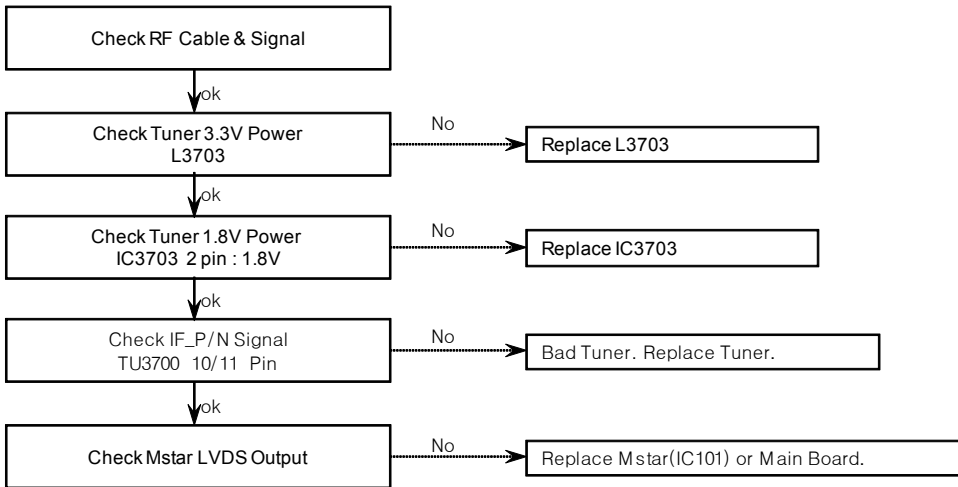 Check RF Cable & Signal
ok
Check Tuner 3.3V Power
L3703
No
Replace L3703
ok
Check Tuner 1.8V Power
IC3703 2 pin : 1.8V
No
Replace IC3703
ok
Check IF_P/N Signal
TU3700 10/11 Pin
No
Bad Tuner. Replace Tuner.
ok
Check Mstar LVDS Output
No
Replace Mstar(IC101) or Main Board.